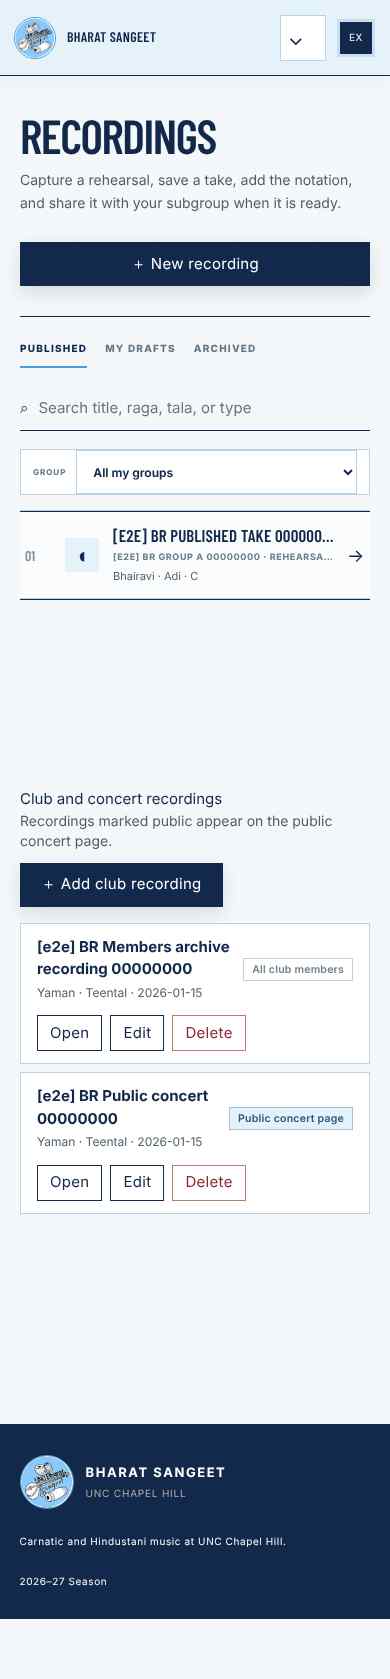 BHARAT SANGEET
EX
RECORDINGS
Capture a rehearsal, save a take, add the notation,
and share it with your subgroup when it is ready.
+ New recording
PUBLISHED MY DRAFTS ARCHIVED
Search title, raga, tala, or type
GROUP All my groups
01
[E2E] BR PUBLISHED TAKE 000000...
[E2E] BR GROUP A 00000000 · REHEARSA...
Bhairavi · Adi · C
Club and concert recordings
Recordings marked public appear on the public
concert page.
+ Add club recording
[e2e] BR Members archive
recording 00000000
All club members
Yaman · Teental · 2026-01-15
Open Edit Delete
[e2e] BR Public concert
00000000
Public concert page
Yaman · Teental · 2026-01-15
Open Edit Delete
BHARAT SANGEET
UNC CHAPEL HILL
Carnatic and Hindustani music at UNC Chapel Hill.
2026–27 Season